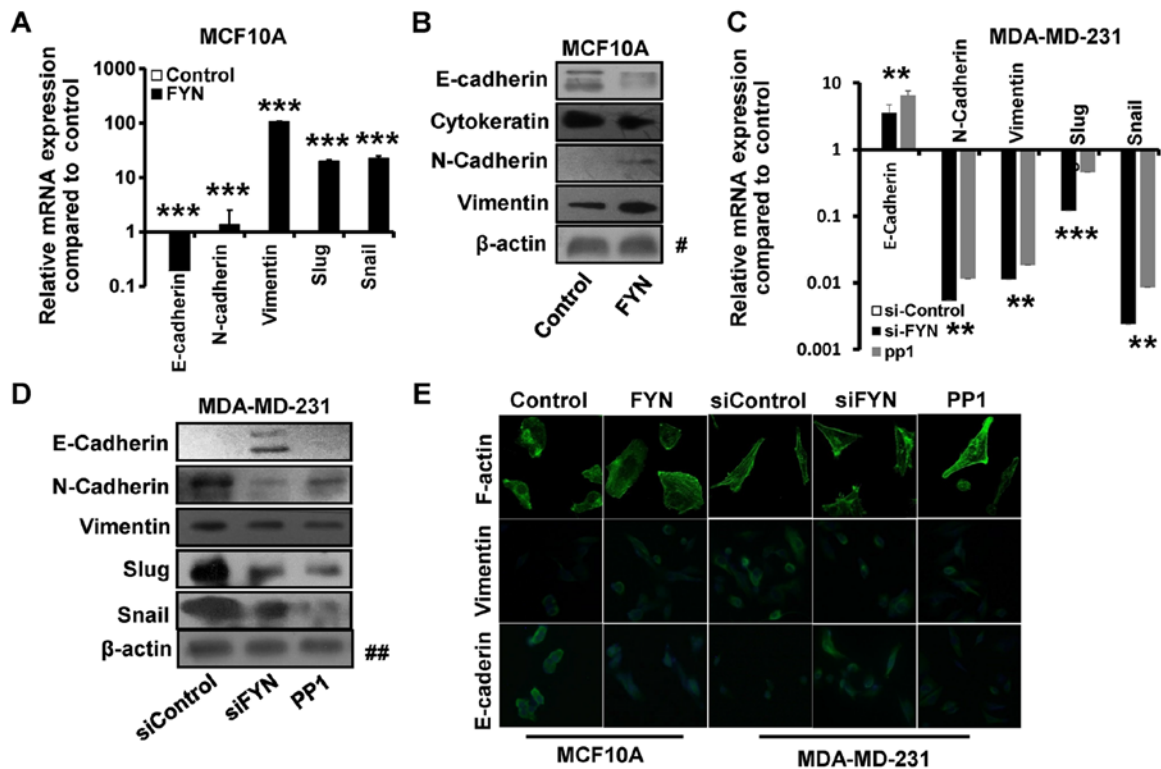 A
MCF10A
Relative mRNA expression
compared to control
1000
100
10
1
0.1
Control
FYN
***
***
***
***
***
E-cadherin
N-cadherin
Vimentin
Slug
Snail
B
MCF10A
E-cadherin
Cytokeratin
N-Cadherin
Vimentin
β-actin
#
Control
FYN
C
MDA-MD-231
Relative mRNA expression
compared to control
10
1
0.1
0.01
0.001
**
E-Cadherin
N-Cadherin
Vimentin
Slug
Snail
si-Control
si-FYN
pp1
**
**
***
**
D
MDA-MD-231
E-Cadherin
N-Cadherin
Vimentin
Slug
Snail
β-actin
##
siControl
siFYN
PP1
E
Control FYN siControl siFYN PP1
F-actin
Vimentin
E-caderin
MCF10A
MDA-MD-231